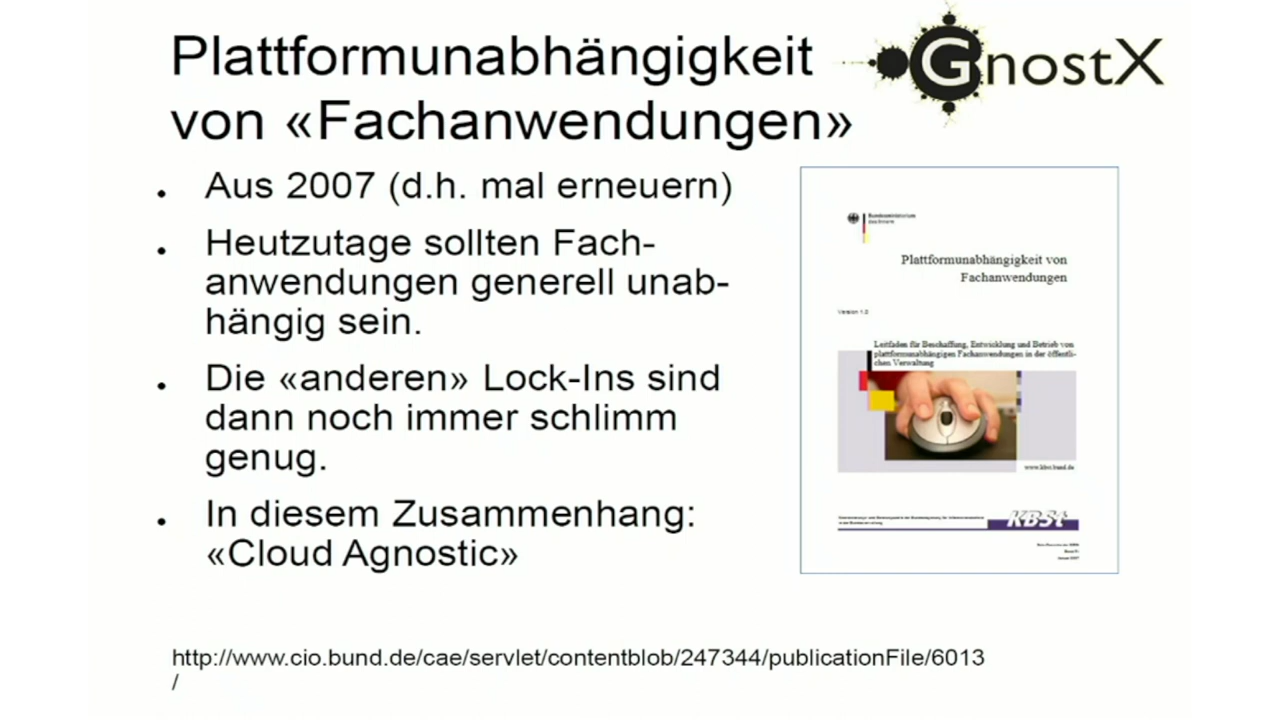 Plattformunabhängigkeit
von «Fachanwendungen»
GnostX
• Aus 2007 (d.h. mal erneuern)
• Heutzutage sollten Fach-
anwendungen generell unab-
hängig sein.
• Die «anderen» Lock-Ins sind
dann noch immer schlimm
genug.
• In diesem Zusammenhang:
«Cloud Agnostic»
Bundesministerium
des Innern
Plattformunabhängigkeit von
Fachanwendungen
Version 1.0
Leitfaden für Beschaffung, Entwicklung und Betrieb von
plattformunabhängigen Fachanwendungen in der öffentli-
chen Verwaltung
www.kbst.bund.de
KBSt
http://www.cio.bund.de/cae/servlet/contentblob/247344/publicationFile/6013
/